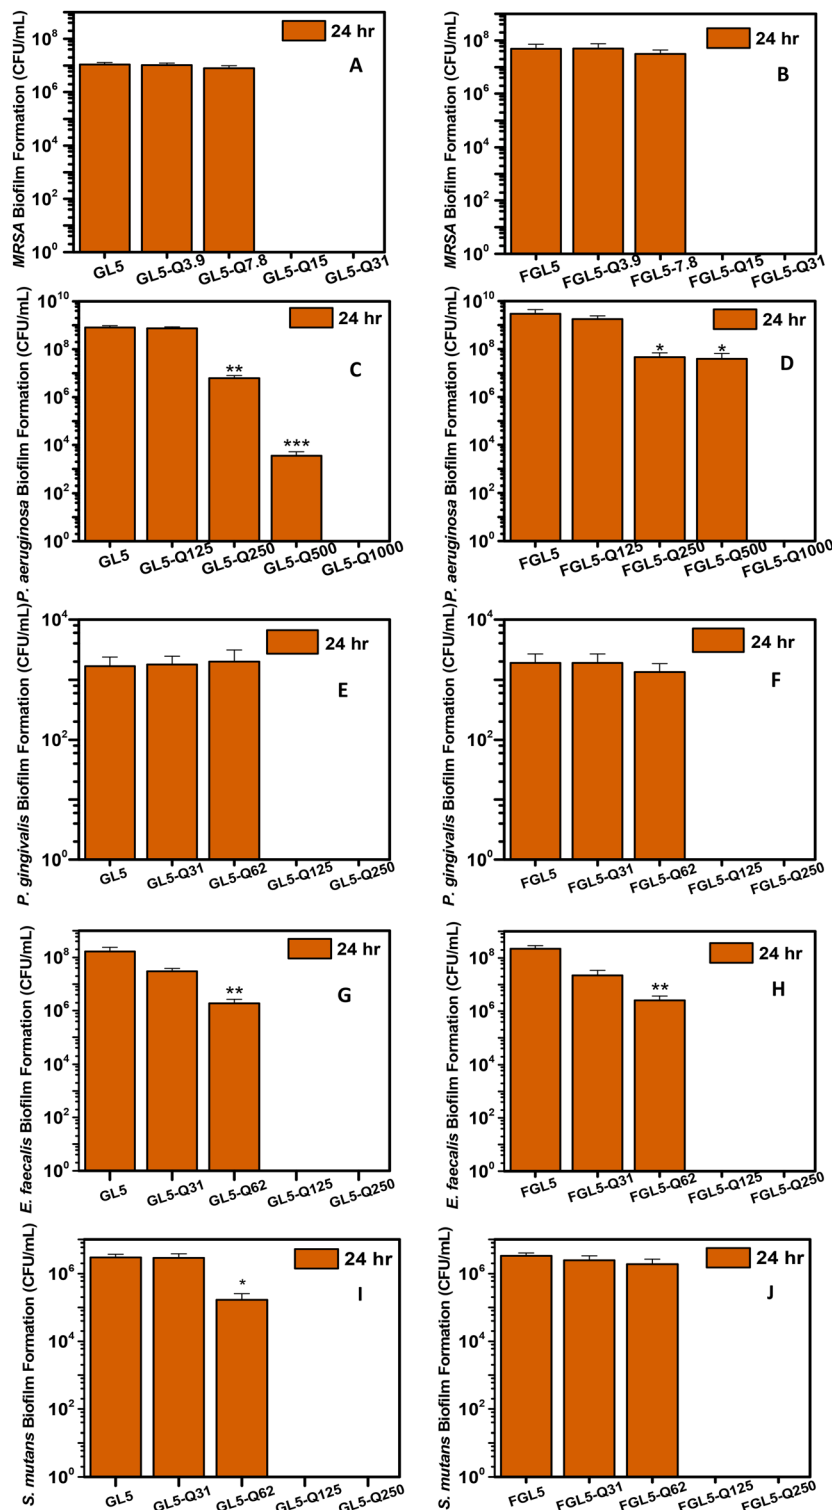 MRSA Biofilm Formation (CFU/mL)
10^8
10^6
10^4
10^2
10^0
24 hr
A
GL5
GL5-Q3.9
GL5-Q7.8
GL5-Q15
GL5-Q31
MRSA Biofilm Formation (CFU/mL)
10^8
10^6
10^4
10^2
10^0
24 hr
B
FGL5
FGL5-Q3.9
FGL5-7.8
FGL5-Q15
FGL5-Q31
P. aeruginosa Biofilm Formation (CFU/mL)
10^10
10^8
10^6
10^4
10^2
10^0
24 hr
C
**
***
GL5
GL5-Q125
GL5-Q250
GL5-Q500
GL5-Q1000
P. aeruginosa Biofilm Formation (CFU/mL)
10^10
10^8
10^6
10^4
10^2
10^0
24 hr
D
*
*
FGL5
FGL5-Q125
FGL5-Q250
FGL5-Q500
FGL5-Q1000
P. gingivalis Biofilm Formation (CFU/mL)
10^4
10^2
10^0
24 hr
E
GL5
GL5-Q31
GL5-Q62
GL5-Q125
GL5-Q250
P. gingivalis Biofilm Formation (CFU/mL)
10^4
10^2
10^0
24 hr
F
FGL5
FGL5-Q31
FGL5-Q62
FGL5-Q125
FGL5-Q250
E. faecalis Biofilm Formation (CFU/mL)
10^8
10^6
10^4
10^2
10^0
24 hr
G
**
GL5
GL5-Q31
GL5-Q62
GL5-Q125
GL5-Q250
E. faecalis Biofilm Formation (CFU/mL)
10^8
10^6
10^4
10^2
10^0
24 hr
H
**
FGL5
FGL5-Q31
FGL5-Q62
FGL5-Q125
FGL5-Q250
S. mutans Biofilm Formation (CFU/mL)
10^6
10^4
10^2
10^0
24 hr
I
*
GL5
GL5-Q31
GL5-Q62
GL5-Q125
GL5-Q250
S. mutans Biofilm Formation (CFU/mL)
10^6
10^4
10^2
10^0
24 hr
J
FGL5
FGL5-Q31
FGL5-Q62
FGL5-Q125
FGL5-Q250